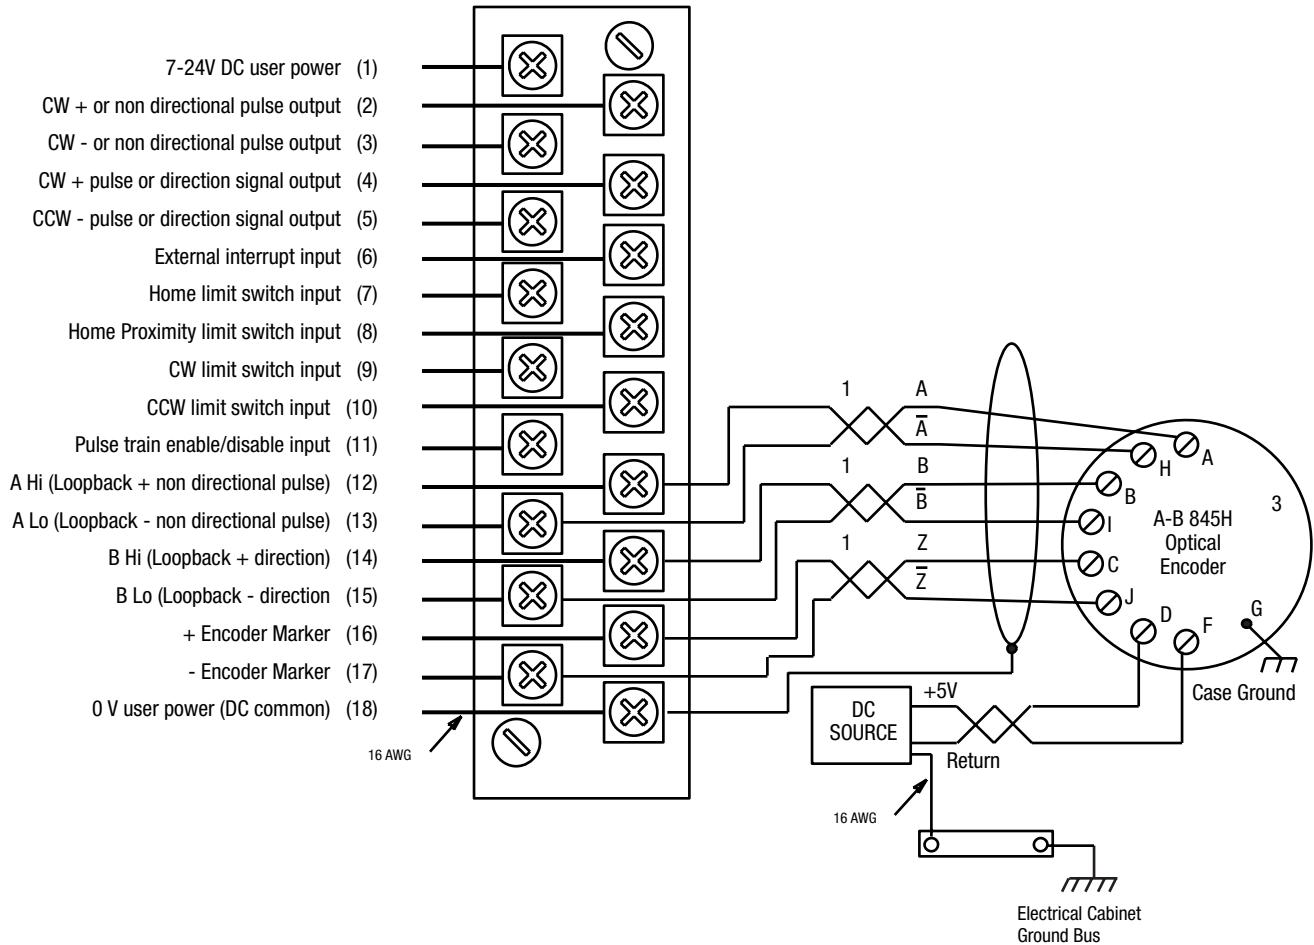 7-24V DC user power (1)
CW + or non directional pulse output (2)
CW - or non directional pulse output (3)
CW + pulse or direction signal output (4)
CCW - pulse or direction signal output (5)
External interrupt input (6)
Home limit switch input (7)
Home Proximity limit switch input (8)
CW limit switch input (9)
CCW limit switch input (10)
Pulse train enable/disable input (11)
A Hi (Loopback + non directional pulse) (12)
A Lo (Loopback - non directional pulse) (13)
B Hi (Loopback + direction) (14)
B Lo (Loopback - direction (15)
+ Encoder Marker (16)
- Encoder Marker (17)
0 V user power (DC common) (18)
16 AWG
1 A
A̅
1 B
B̅
1 Z
Z̅
A
H
B
I
C
J
D
F
G
3
A-B 845H
Optical
Encoder
Case Ground
DC
SOURCE
+5V
Return
16 AWG
Electrical Cabinet
Ground Bus